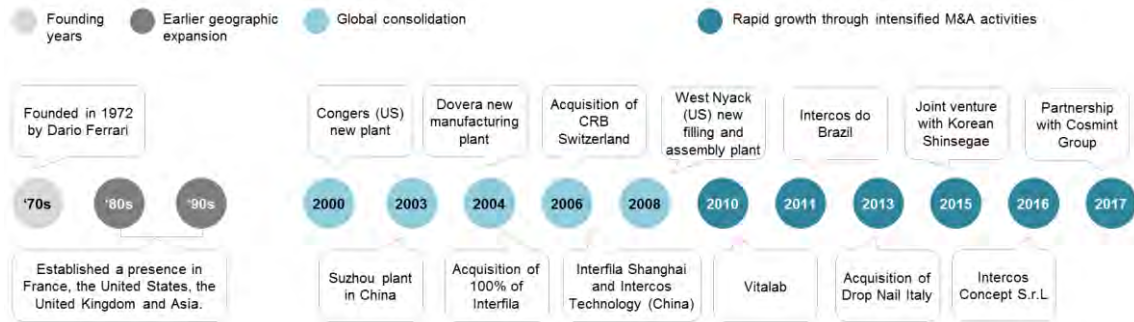 Founding
years
Earlier geographic
expansion
Global consolidation
Rapid growth through intensified M&A activities
Founded in 1972
by Dario Ferrari
Congers (US)
new plant
Dovera new
manufacturing
plant
Acquisition of
CRB
Switzerland
West Nyack
(US) new
filling and
assembly plant
Intercos do
Brazil
Joint venture
with Korean
Shinsegae
Partnership
with Cosmint
Group
'70s
'80s
'90s
2000
2003
2004
2006
2008
2010
2011
2013
2015
2016
2017
Established a presence in
France, the United States, the
United Kingdom and Asia.
Suzhou plant
in China
Acquisition of
100% of
Interfila
Interfila Shanghai
and Intercos
Technology (China)
Vitalab
Acquisition of
Drop Nail Italy
Intercos
Concept S.r.L